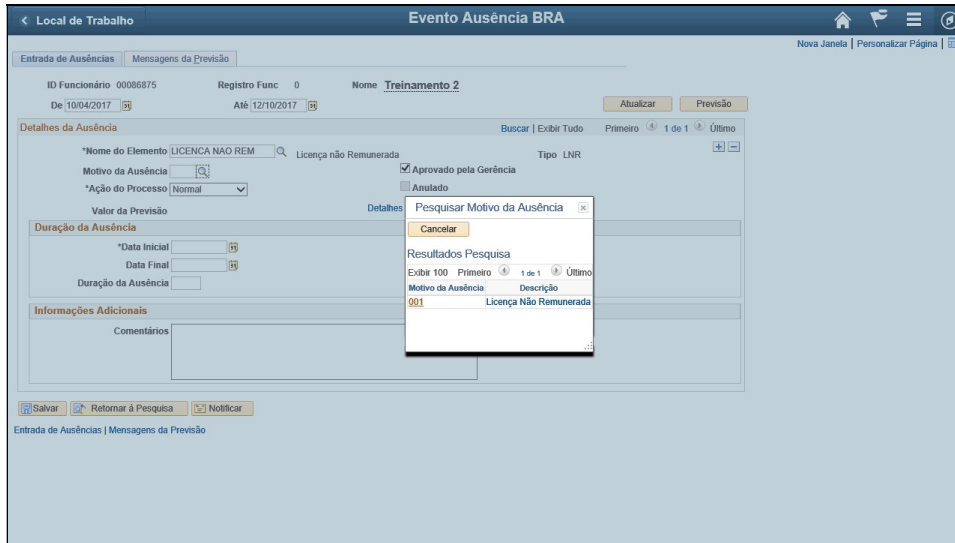 Local de Trabalho
Evento Ausência BRA
Nova Janela | Personalizar Página |
Entrada de Ausências
Mensagens da Previsão
ID Funcionário 00086875 Registro Func 0 Nome Treinamento 2
De 10/04/2017 Até 12/10/2017 Atualizar Previsão
Detalhes da Ausência Buscar | Exibir Tudo Primeiro 1 de 1 Último
*Nome do Elemento LICENCA NAO REM Licença não Remunerada Tipo LNR
Motivo da Ausência Aprovado pela Gerência
*Ação do Processo Normal Anulado
Valor da Previsão Detalhes
Duração da Ausência
*Data Inicial
Data Final
Duração da Ausência
Informações Adicionais
Comentários
Pesquisar Motivo da Ausência
Cancelar
Resultados Pesquisa
Exibir 100 Primeiro 1 de 1 Último
Motivo da Ausência Descrição
001 Licença Não Remunerada
Salvar Retornar à Pesquisa Notificar
Entrada de Ausências | Mensagens da Previsão